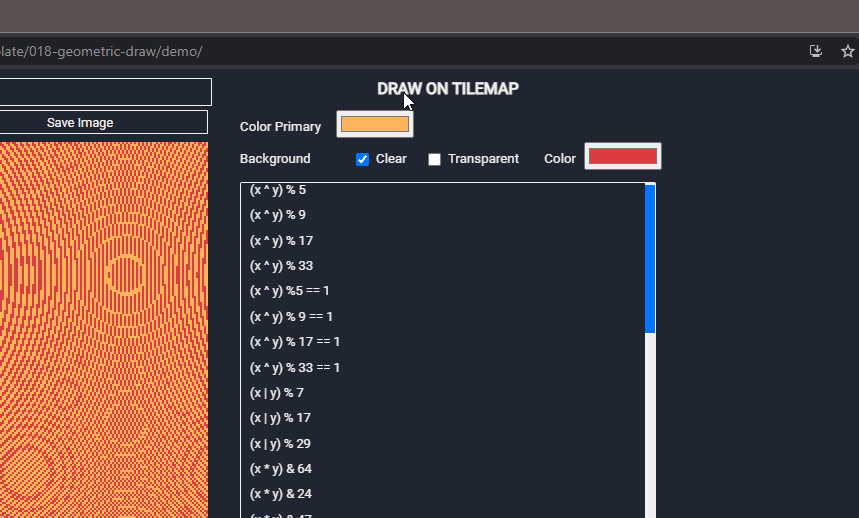 late/018-geometric-draw/demo/
DRAW ON TILEMAP
Save Image
Color Primary
Background Clear Transparent Color
(x ^ y) % 5
(x ^ y) % 9
(x ^ y) % 17
(x ^ y) % 33
(x ^ y) %5 == 1
(x ^ y) % 9 == 1
(x ^ y) % 17 == 1
(x ^ y) % 33 == 1
(x | y) % 7
(x | y) % 17
(x | y) % 29
(x * y) & 64
(x * y) & 24
(x * y) & 47